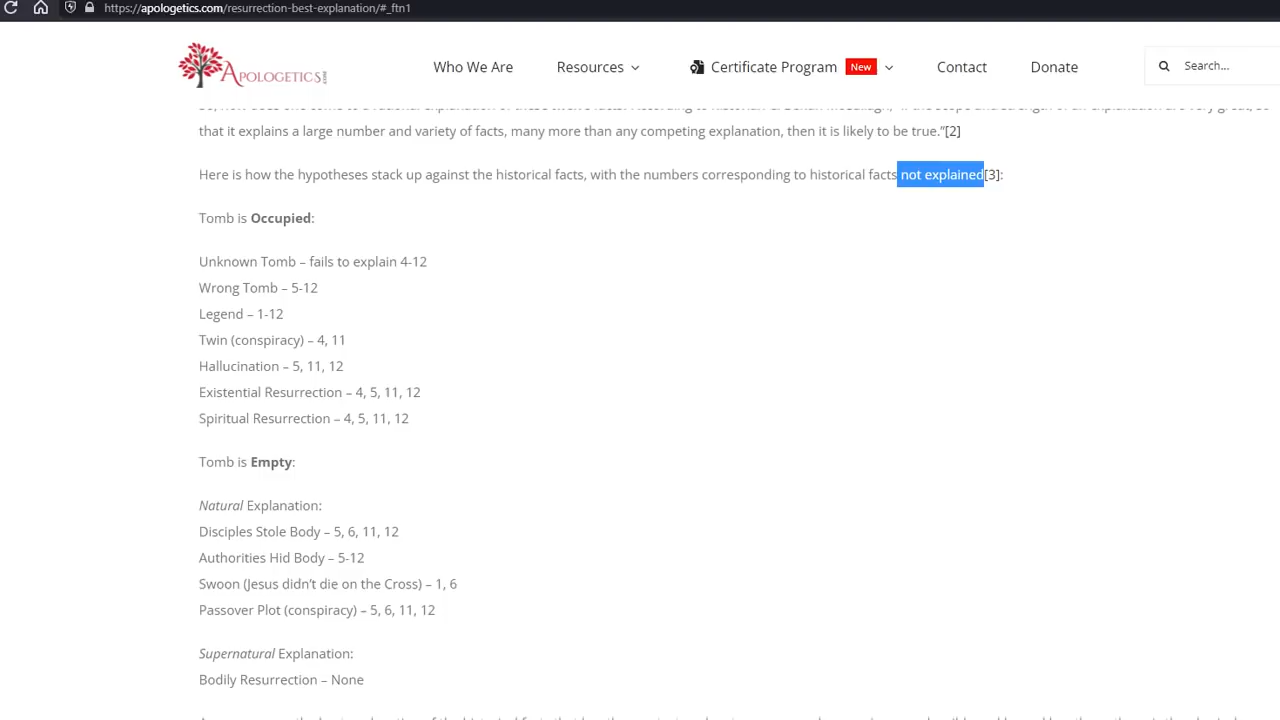 https://apologetics.com/resurrection-best-explanation/#_ftn1
APOLOGETICS.COM
Who We Are
Resources
Certificate Program New
Contact
Donate
Search...
that it explains a large number and variety of facts, many more than any competing explanation, then it is likely to be true.”[2]
Here is how the hypotheses stack up against the historical facts, with the numbers corresponding to historical facts not explained[3]:
Tomb is Occupied:
Unknown Tomb – fails to explain 4-12
Wrong Tomb – 5-12
Legend – 1-12
Twin (conspiracy) – 4, 11
Hallucination – 5, 11, 12
Existential Resurrection – 4, 5, 11, 12
Spiritual Resurrection – 4, 5, 11, 12
Tomb is Empty:
Natural Explanation:
Disciples Stole Body – 5, 6, 11, 12
Authorities Hid Body – 5-12
Swoon (Jesus didn’t die on the Cross) – 1, 6
Passover Plot (conspiracy) – 5, 6, 11, 12
Supernatural Explanation:
Bodily Resurrection – None